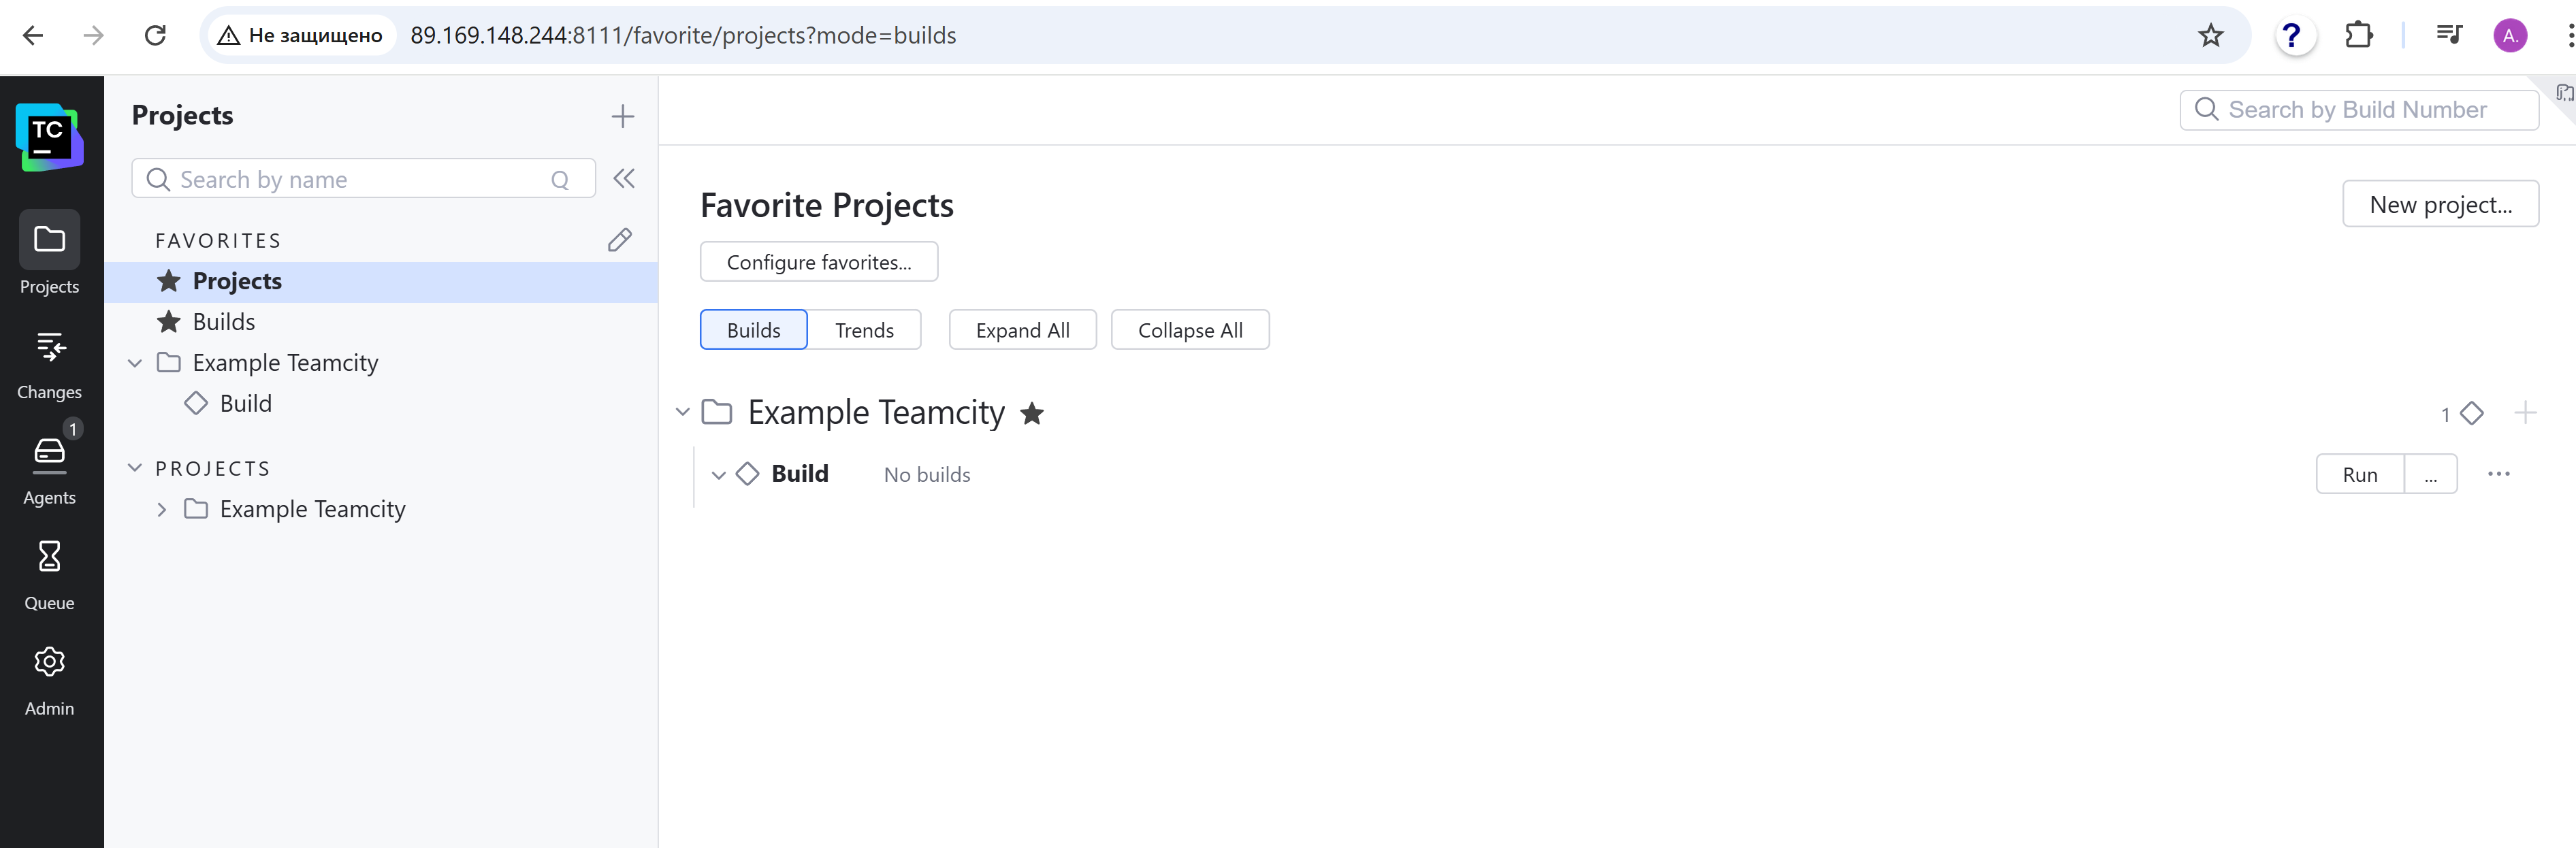 Не защищено
89.169.148.244:8111/favorite/projects?mode=builds
?
A.
TC
Projects
Changes
1
Agents
Queue
Admin
Projects
Search by name
Q
FAVORITES
Projects
Builds
Example Teamcity
Build
PROJECTS
Example Teamcity
Search by Build Number
Favorite Projects
New project...
Configure favorites...
Builds
Trends
Expand All
Collapse All
Example Teamcity
1
Build
No builds
Run
...